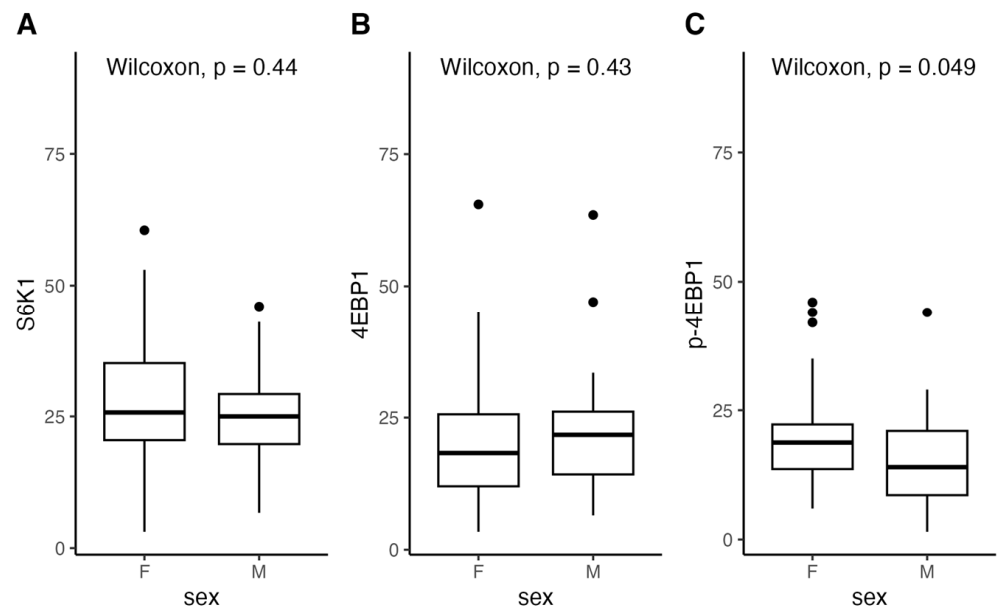 A
Wilcoxon, p = 0.44
75
50
25
0
S6K1
F M
sex
B
Wilcoxon, p = 0.43
75
50
25
0
4EBP1
F M
sex
C
Wilcoxon, p = 0.049
75
50
25
0
p-4EBP1
F M
sex